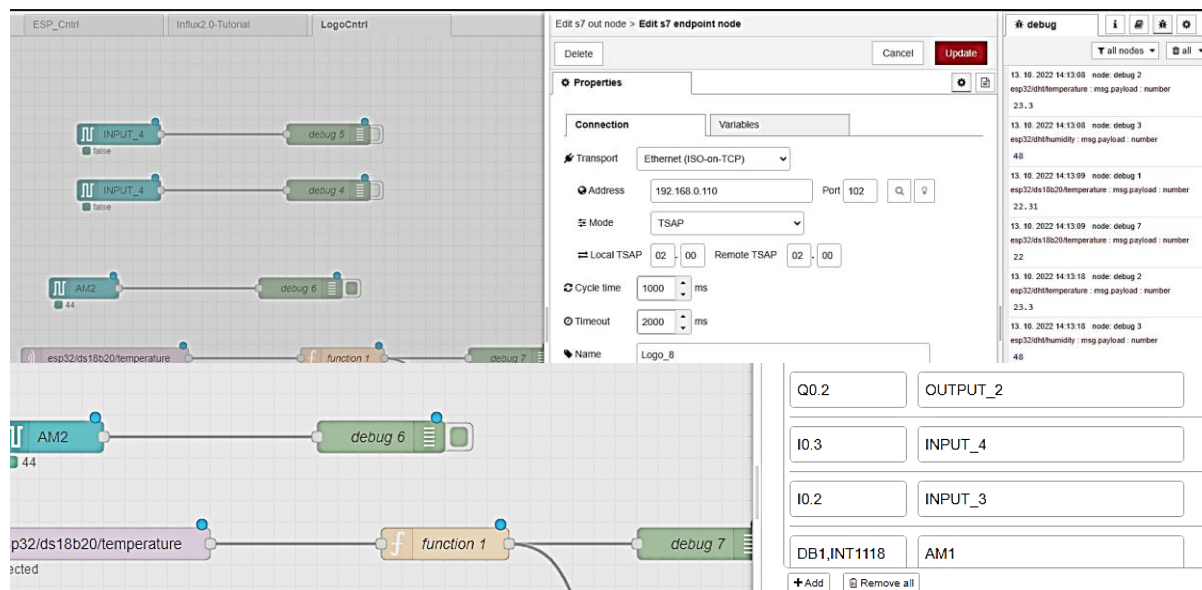 ESP_Cntrl
Influx2.0-Tutorial
LogoCntrl
INPUT_4
false
debug 5
INPUT_4
false
debug 4
AM2
44
debug 6
esp32/ds18b20/temperature
function 1
debug 7
Edit s7 out node > Edit s7 endpoint node
Delete
Cancel
Update
Properties
Connection
Variables
Transport
Ethernet (ISO-on-TCP)
Address
192.168.0.110
Port
102
Mode
TSAP
Local TSAP
02 . 00
Remote TSAP
02 . 00
Cycle time
1000
ms
Timeout
2000
ms
Name
Logo_8
debug
all nodes
all
13. 10. 2022 14:13:08 node: debug 2
esp32/dht/temperature : msg.payload : number
23.3
13. 10. 2022 14:13:08 node: debug 3
esp32/dht/humidity : msg.payload : number
48
13. 10. 2022 14:13:09 node: debug 1
esp32/ds18b20/temperature : msg.payload : number
22.31
13. 10. 2022 14:13:09 node: debug 7
esp32/ds18b20/temperature : msg.payload : number
22
13. 10. 2022 14:13:18 node: debug 2
esp32/dht/temperature : msg.payload : number
23.3
13. 10. 2022 14:13:18 node: debug 3
esp32/dht/humidity : msg.payload : number
48
AM2
44
debug 6
p32/ds18b20/temperature
ected
function 1
debug 7
Q0.2
OUTPUT_2
I0.3
INPUT_4
I0.2
INPUT_3
DB1,INT1118
AM1
+ Add
Remove all